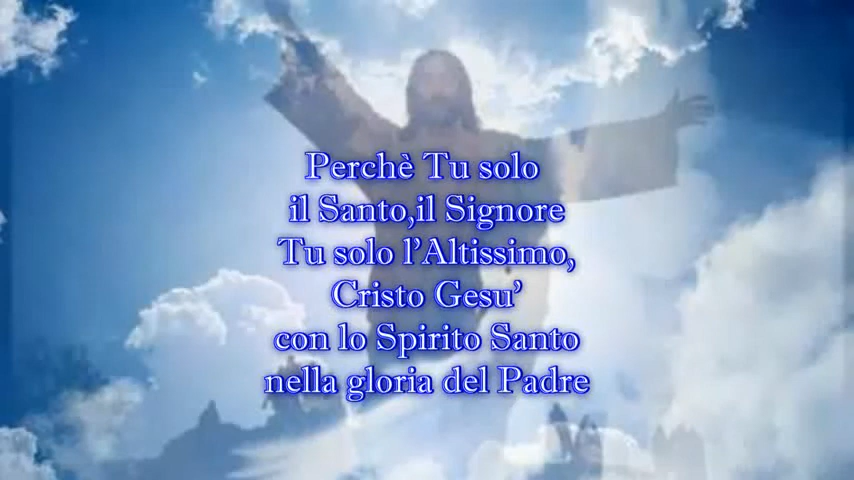 Perchè Tu solo
il Santo,il Signore
Tu solo l’Altissimo,
Cristo Gesu’
con lo Spirito Santo
nella gloria del Padre